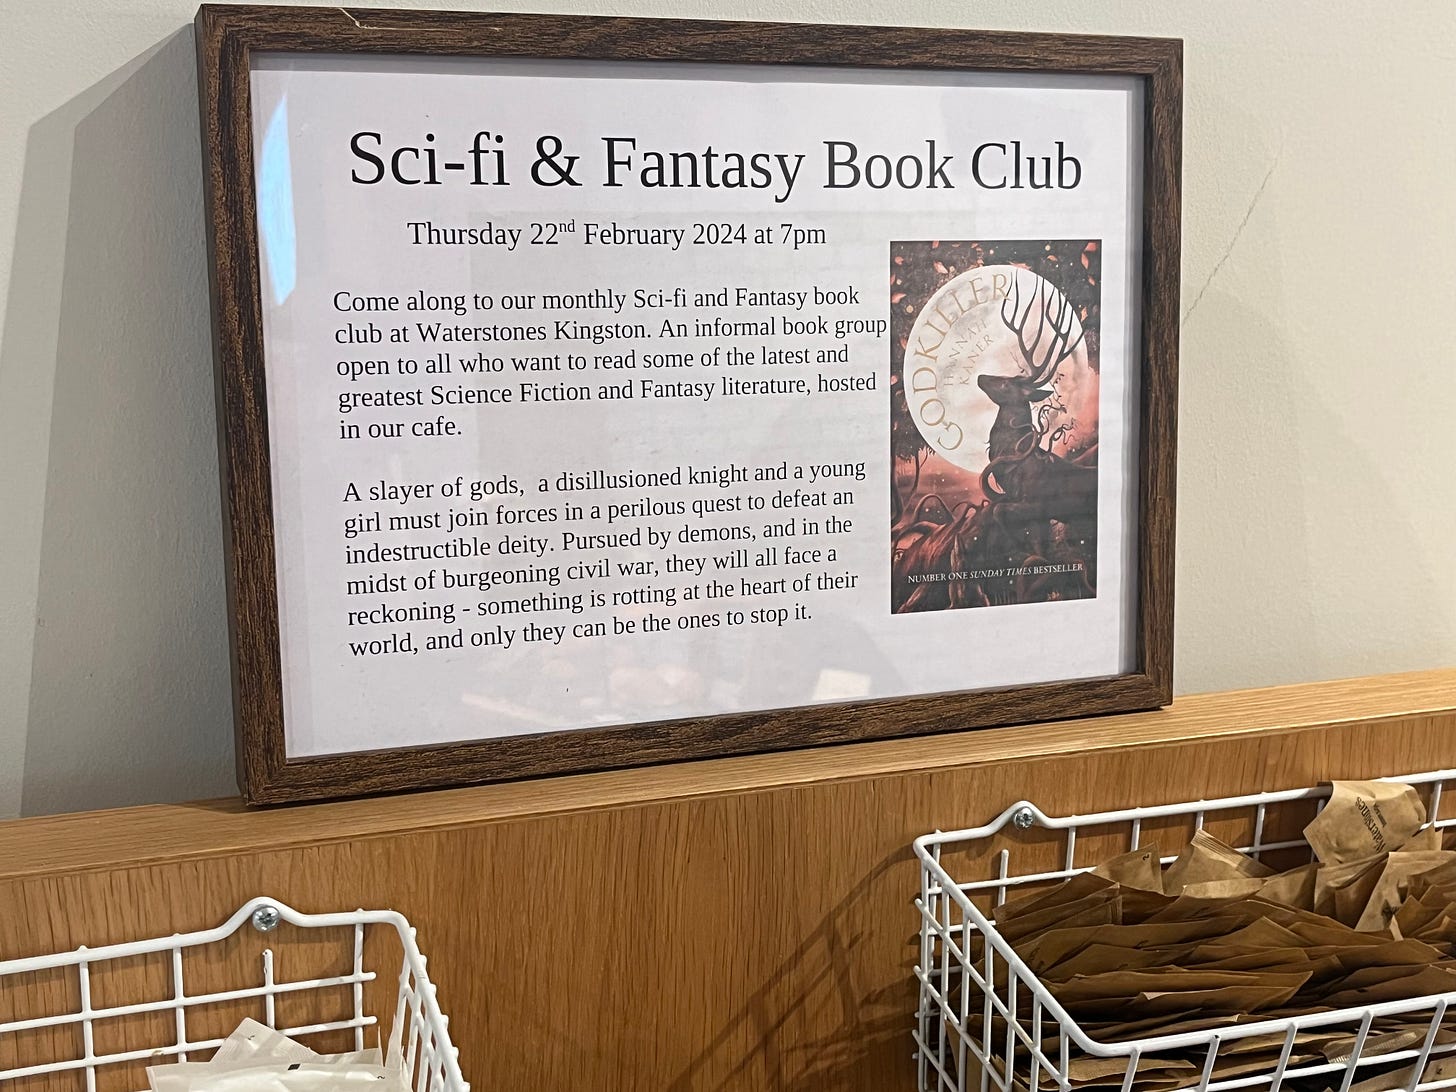 Sci-fi & Fantasy Book Club
Thursday 22nd February 2024 at 7pm
Come along to our monthly Sci-fi and Fantasy book
club at Waterstones Kingston. An informal book group
open to all who want to read some of the latest and
greatest Science Fiction and Fantasy literature, hosted
in our cafe.
A slayer of gods,  a disillusioned knight and a young
girl must join forces in a perilous quest to defeat an
indestructible deity. Pursued by demons, and in the
midst of burgeoning civil war, they will all face a
reckoning - something is rotting at the heart of their
world, and only they can be the ones to stop it.
GODKILLER
HANNAH
KANER
NUMBER ONE SUNDAY TIMES BESTSELLER
Waterstones